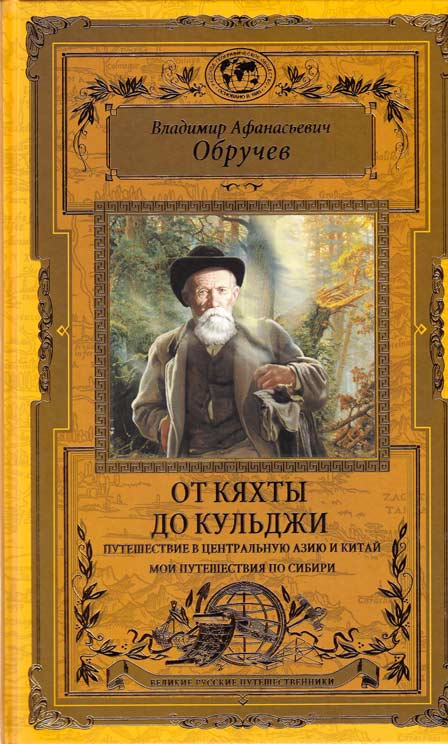 Владимир Афанасьевич
Обручев
ОТ КЯХТЫ
ДО КУЛЬДЖИ
ПУТЕШЕСТВИЕ В ЦЕНТРАЛЬНУЮ АЗИЮ И КИТАЙ
МОИ ПУТЕШЕСТВИЯ ПО СИБИРИ
ВЕЛИКИЕ РУССКИЕ ПУТЕШЕСТВЕННИКИ